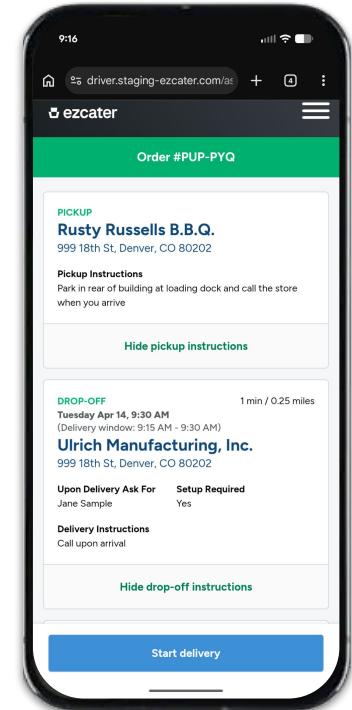 9:16
driver.staging-ezcater.com/as
4
ezcater
Order #PUP-PYQ
PICKUP
Rusty Russells B.B.Q.
999 18th St, Denver, CO 80202
Pickup Instructions
Park in rear of building at loading dock and call the store
when you arrive
Hide pickup instructions
DROP-OFF 1 min / 0.25 miles
Tuesday Apr 14, 9:30 AM
(Delivery window: 9:15 AM - 9:30 AM)
Ulrich Manufacturing, Inc.
999 18th St, Denver, CO 80202
Upon Delivery Ask For Setup Required
Jane Sample Yes
Delivery Instructions
Call upon arrival
Hide drop-off instructions
Start delivery